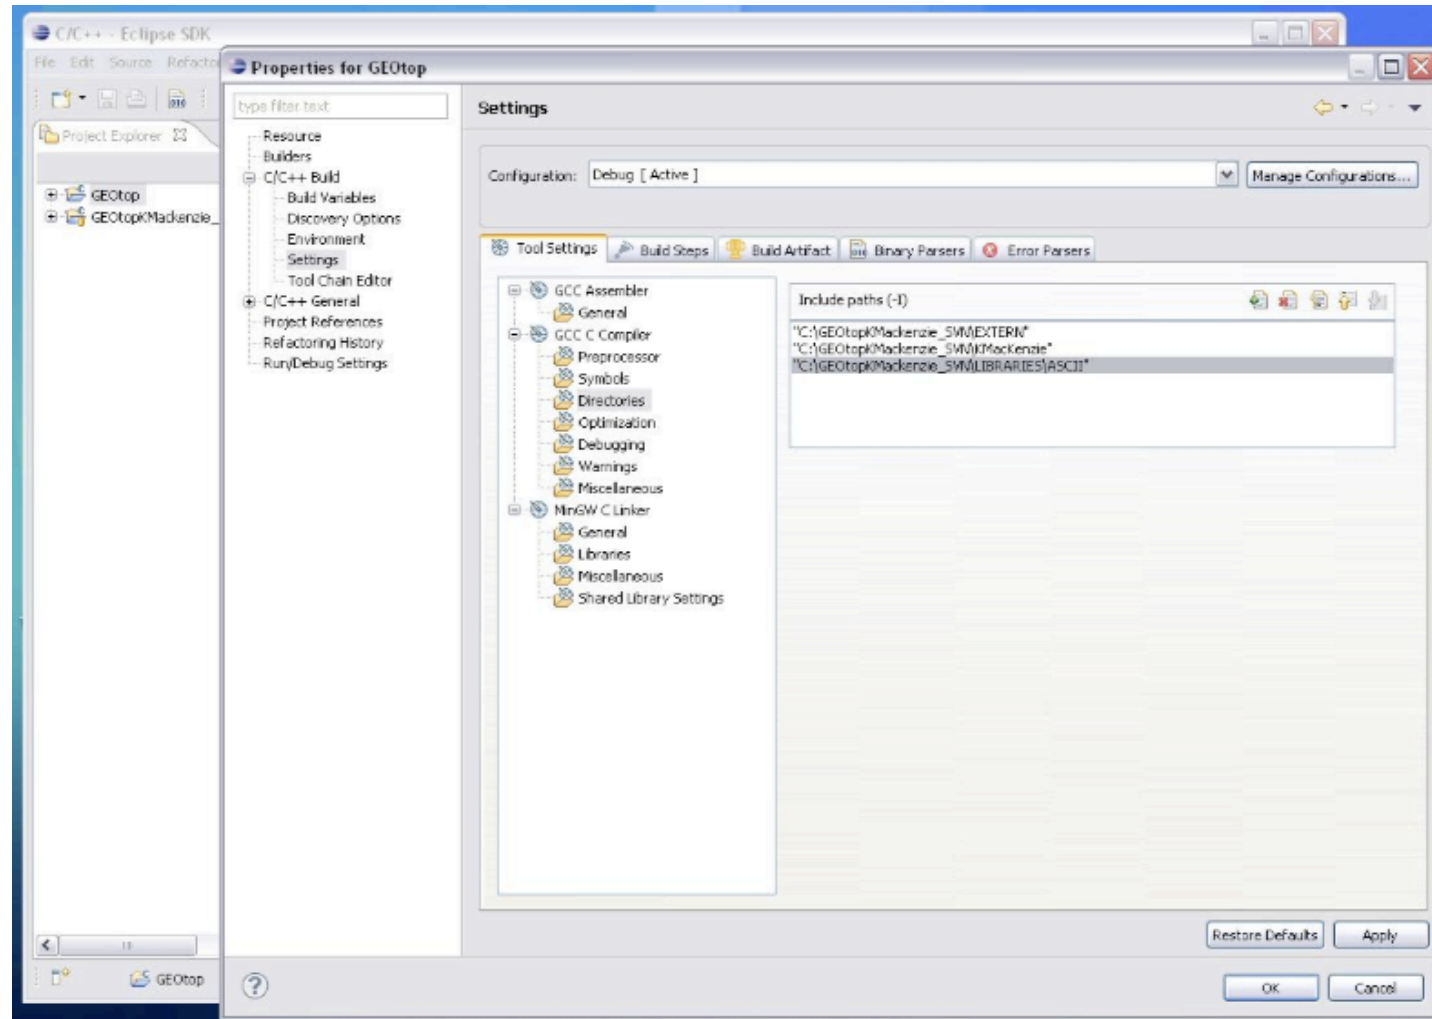 C/C++ - Eclipse SDK
File Edit Source Refacto
Properties for GEOtop
type filter text
Settings
Project Explorer
GEOtop
GEOtopKMackenzie_
Resource
Builders
C/C++ Build
Build Variables
Discovery Options
Environment
Settings
Tool Chain Editor
C/C++ General
Project References
Refactoring History
Run/Debug Settings
Configuration: Debug [ Active ] Manage Configurations...
Tool Settings Build Steps Build Artifact Binary Parsers Error Parsers
GCC Assembler
General
GCC C Compiler
Preprocessor
Symbols
Directories
Optimization
Debugging
Warnings
Miscellaneous
MinGW C Linker
General
Libraries
Miscellaneous
Shared Library Settings
Include paths (-I)
"C:\GEOtopKMackenzie_SVN\EXTERN"
"C:\GEOtopKMackenzie_SVN\KMacKenzie"
"C:\GEOtopKMackenzie_SVN\LIBRARIES\ASCII"
Restore Defaults Apply
GEOtop
OK Cancel